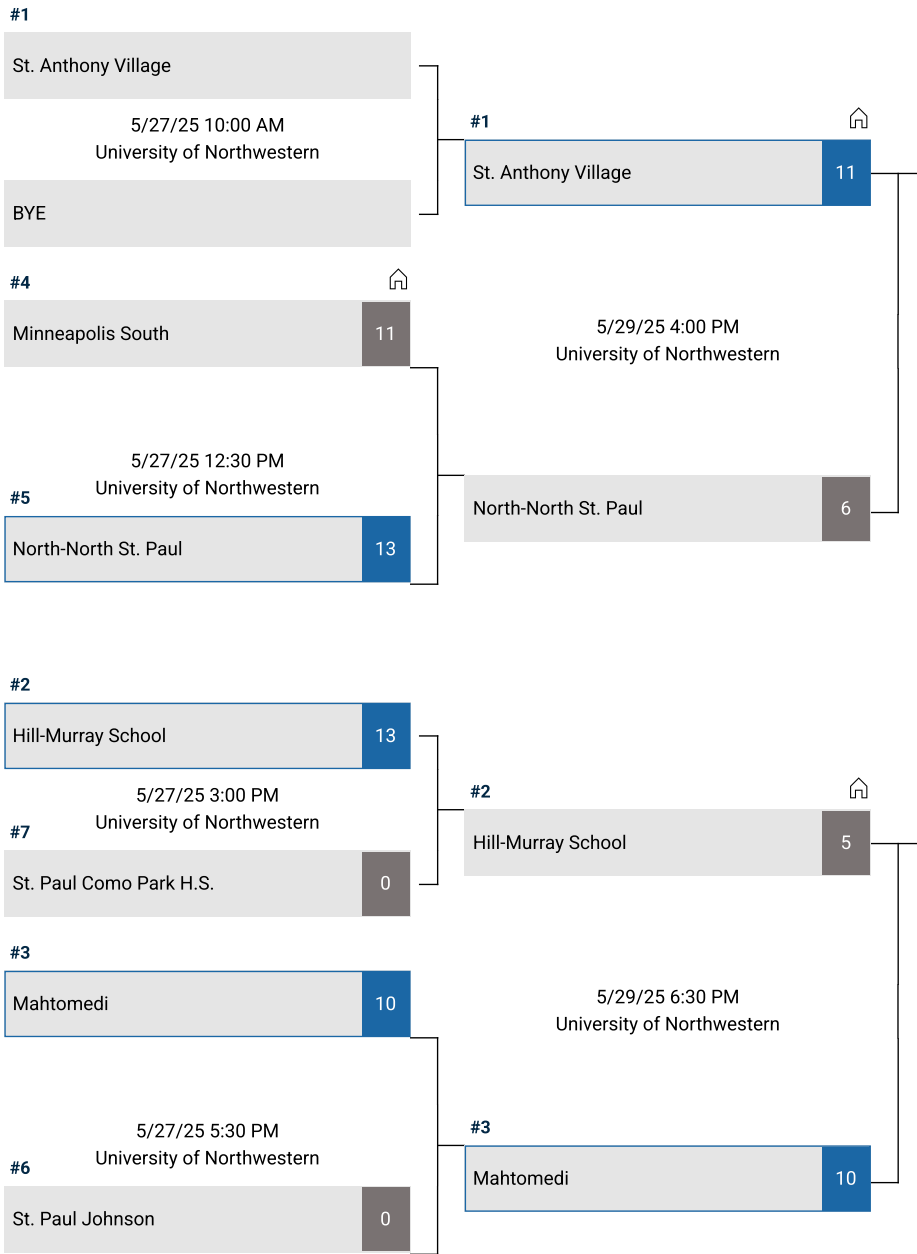 #1
St. Anthony Village
5/27/25 10:00 AM
University of Northwestern
BYE
#1
St. Anthony Village
11
#4
Minneapolis South
11
5/27/25 12:30 PM
University of Northwestern
#5
North-North St. Paul
13
5/29/25 4:00 PM
University of Northwestern
North-North St. Paul
6
#2
Hill-Murray School
13
5/27/25 3:00 PM
University of Northwestern
#7
St. Paul Como Park H.S.
0
#2
Hill-Murray School
5
#3
Mahtomedi
10
5/29/25 6:30 PM
University of Northwestern
5/27/25 5:30 PM
University of Northwestern
#6
St. Paul Johnson
0
#3
Mahtomedi
10